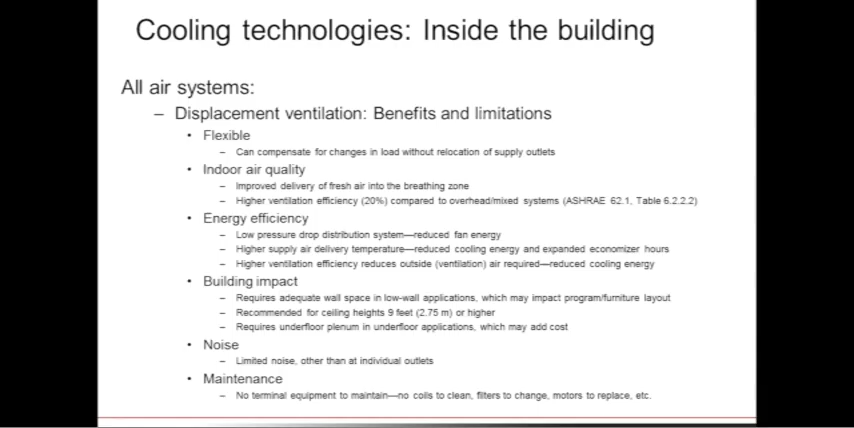 Cooling technologies: Inside the building
All air systems:
– Displacement ventilation: Benefits and limitations
• Flexible
– Can compensate for changes in load without relocation of supply outlets
• Indoor air quality
– Improved delivery of fresh air into the breathing zone
– Higher ventilation efficiency (20%) compared to overhead/mixed systems (ASHRAE 62.1, Table 6.2.2.2)
• Energy efficiency
– Low pressure drop distribution system—reduced fan energy
– Higher supply air delivery temperature—reduced cooling energy and expanded economizer hours
– Higher ventilation efficiency reduces outside (ventilation) air required—reduced cooling energy
• Building impact
– Requires adequate wall space in low-wall applications, which may impact program/furniture layout
– Recommended for ceiling heights 9 feet (2.75 m) or higher
– Requires underfloor plenum in underfloor applications, which may add cost
• Noise
– Limited noise, other than at individual outlets
• Maintenance
– No terminal equipment to maintain—no coils to clean, filters to change, motors to replace, etc.